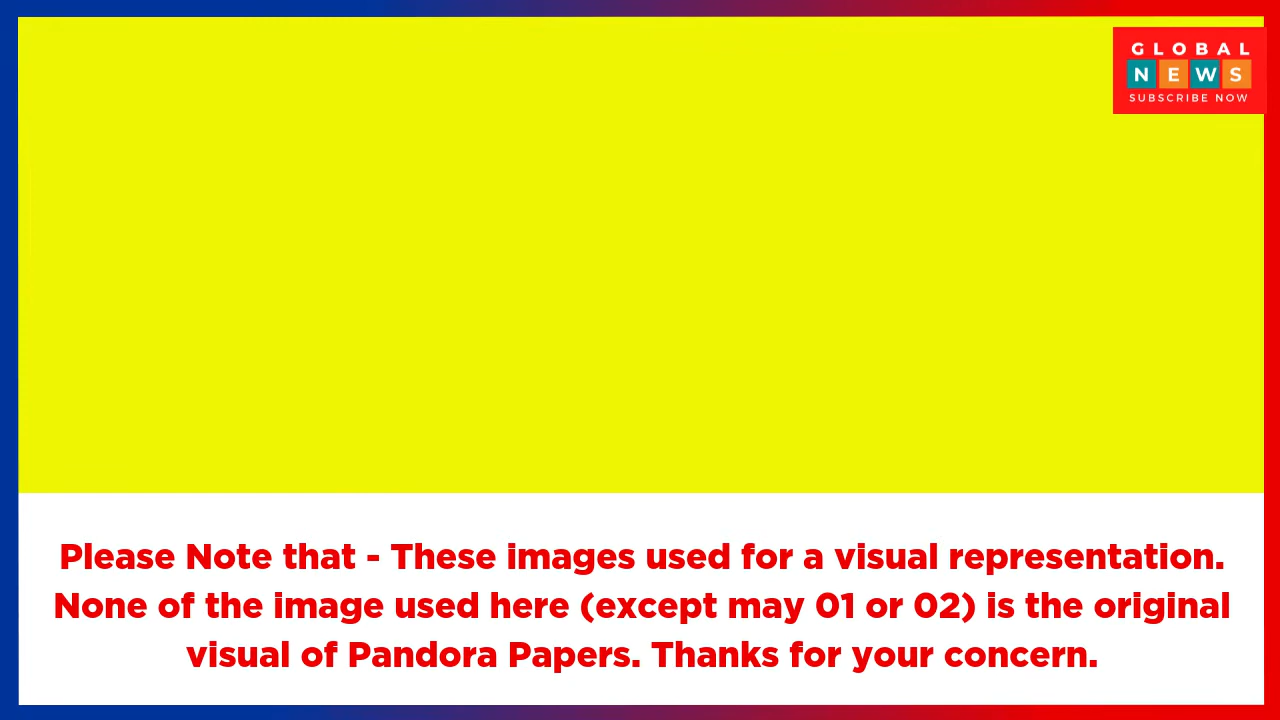 GLOBAL
NEWS
SUBSCRIBE NOW
Please Note that - These images used for a visual representation.
None of the image used here (except may 01 or 02) is the original
visual of Pandora Papers. Thanks for your concern.